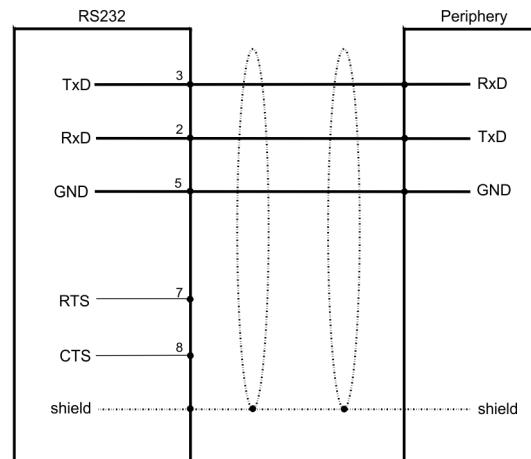 RS232 Periphery
TxD 3 RxD
RxD 2 TxD
GND 5 GND
RTS 7
CTS 8
shield shield